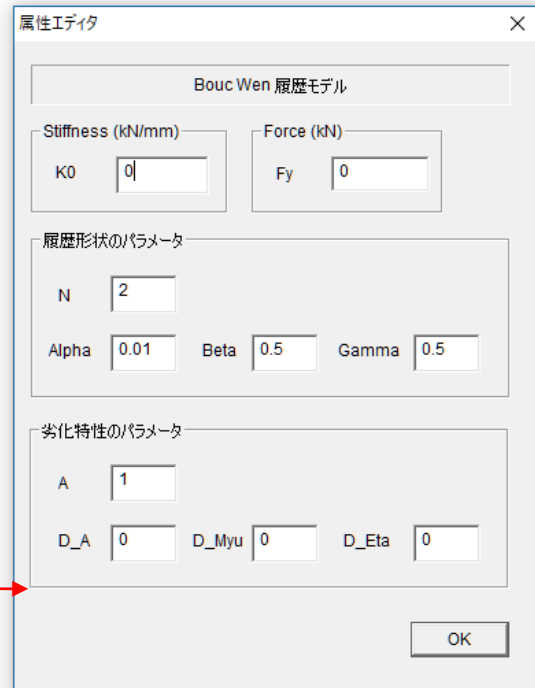 属性エディタ
Bouc Wen 履歴モデル
Stiffness (kN/mm) Force (kN)
K0 0 Fy 0
履歴形状のパラメータ
N 2
Alpha 0.01 Beta 0.5 Gamma 0.5
劣化特性のパラメータ
A 1
D_A 0 D_Myu 0 D_Eta 0
OK